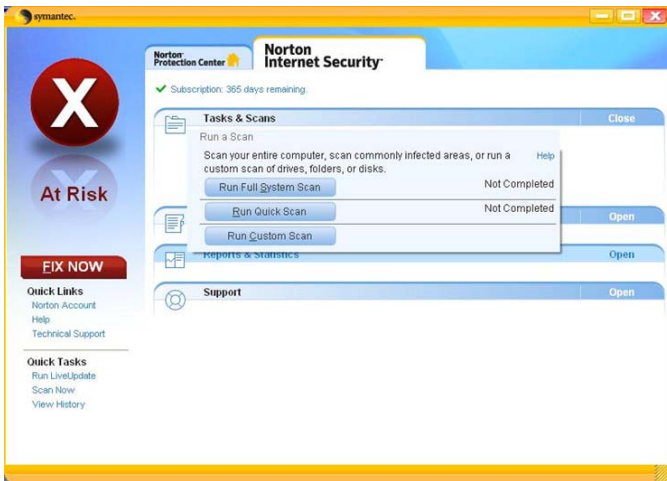 symantec.
Norton
Protection Center
Norton
Internet Security
Subscription: 365 days remaining.
X
At Risk
FIX NOW
Quick Links
Norton Account
Help
Technical Support
Quick Tasks
Run LiveUpdate
Scan Now
View History
Tasks & Scans Close
Run a Scan
Scan your entire computer, scan commonly infected areas, or run a Help
custom scan of drives, folders, or disks.
Run Full System Scan Not Completed
Run Quick Scan Not Completed
Run Custom Scan
Open
Reports & Statistics Open
Support Open